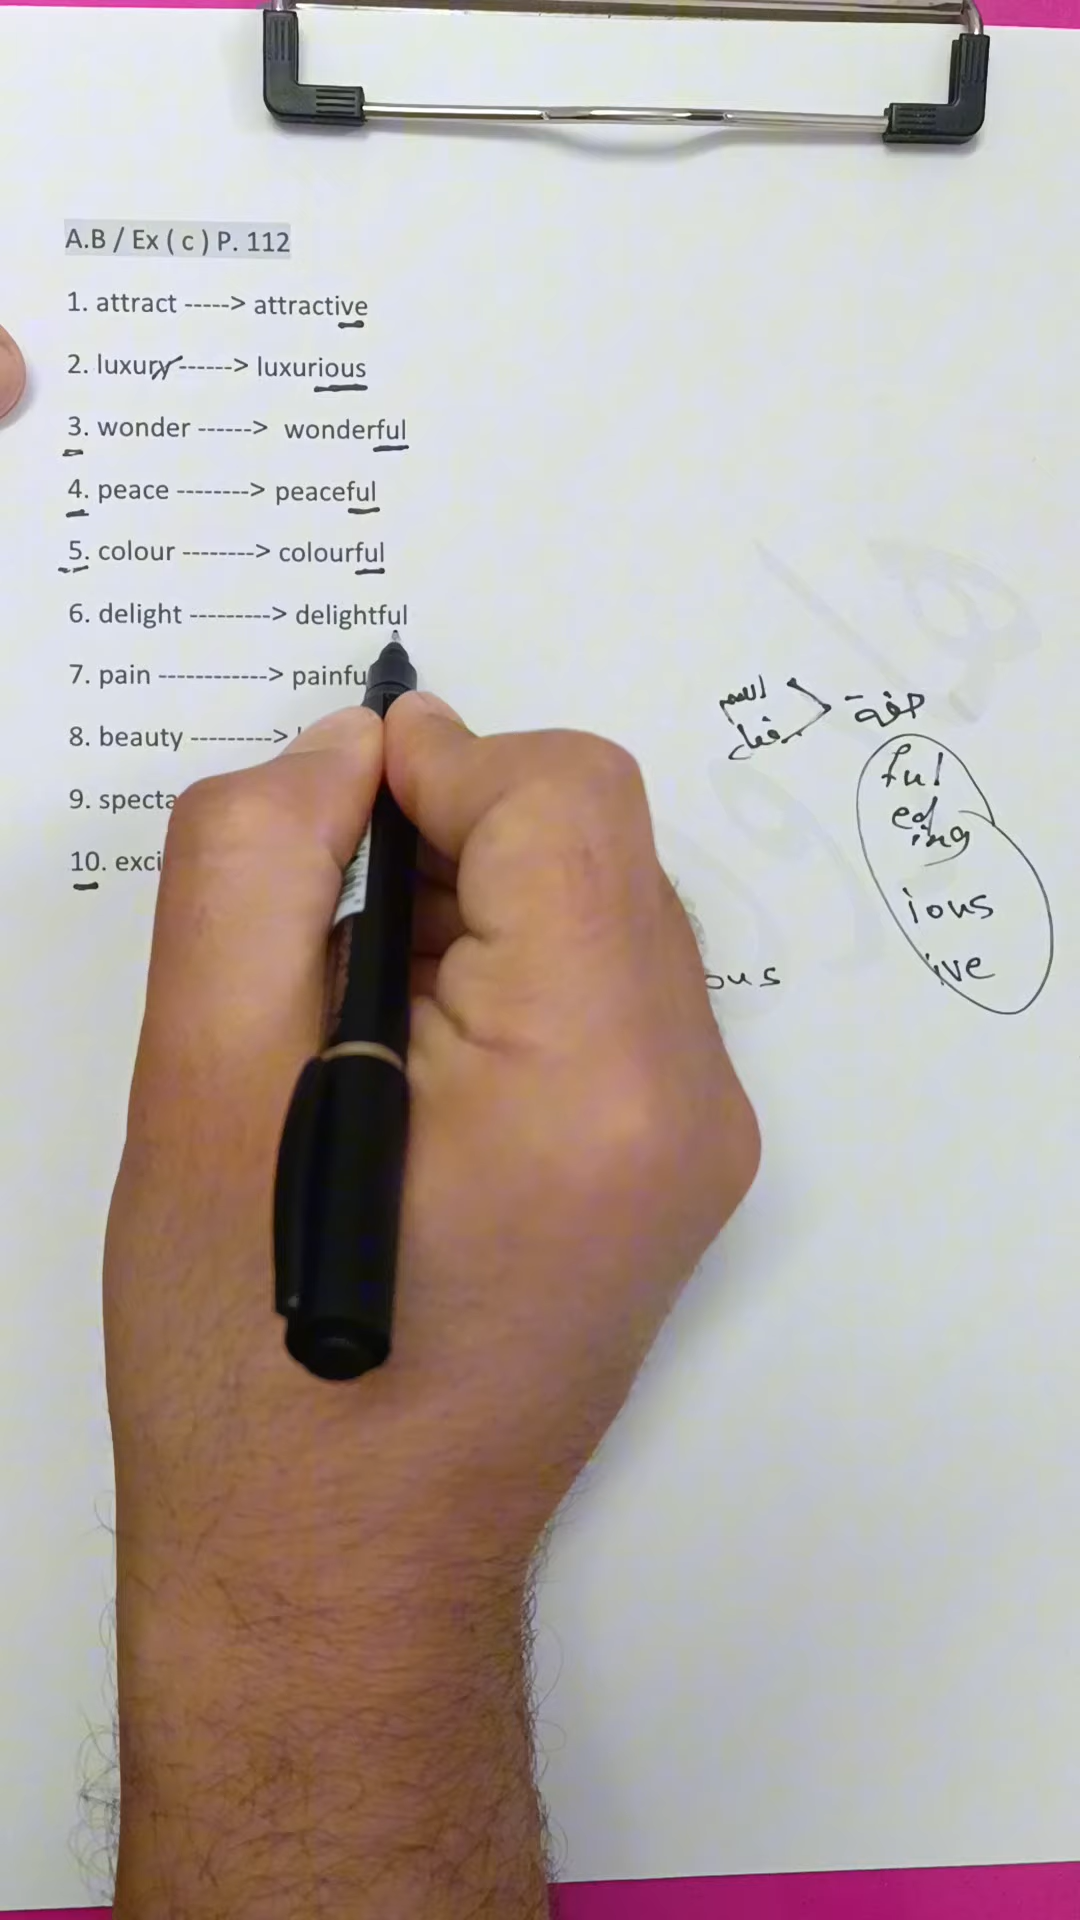 A.B / Ex ( c ) P. 112
1. attract -----> attractive
2. luxury ------> luxurious
3. wonder ------> wonderful
4. peace --------> peaceful
5. colour --------> colourful
6. delight ---------> delightful
7. pain ------------> painfu
8. beauty --------->
9. specta
10. exci
اسم
فعل
صفة
ful
ed
ing
ious
ive
ous